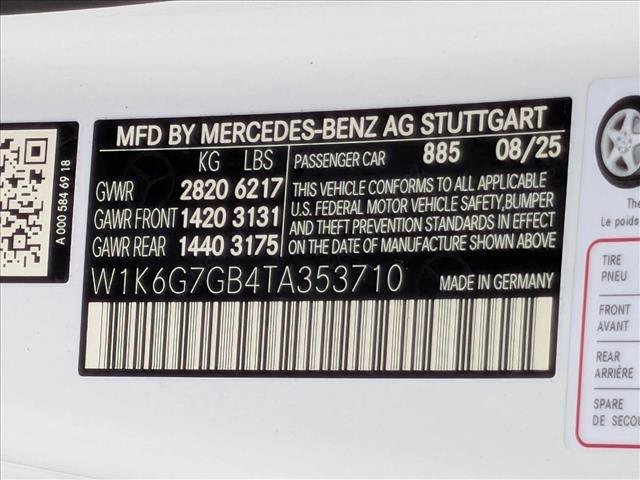 A 000 584 69 18
MFD BY MERCEDES-BENZ AG STUTTGART
KG LBS
GVWR 2820 6217
GAWR FRONT 1420 3131
GAWR REAR 1440 3175
PASSENGER CAR 885 08/25
THIS VEHICLE CONFORMS TO ALL APPLICABLE
U.S. FEDERAL MOTOR VEHICLE SAFETY, BUMPER
AND THEFT PREVENTION STANDARDS IN EFFECT
ON THE DATE OF MANUFACTURE SHOWN ABOVE
W1K6G7GB4TA353710 MADE IN GERMANY
The
Le poids
TIRE
PNEU
FRONT
AVANT
REAR
ARRIÈRE
SPARE
DE SECOU